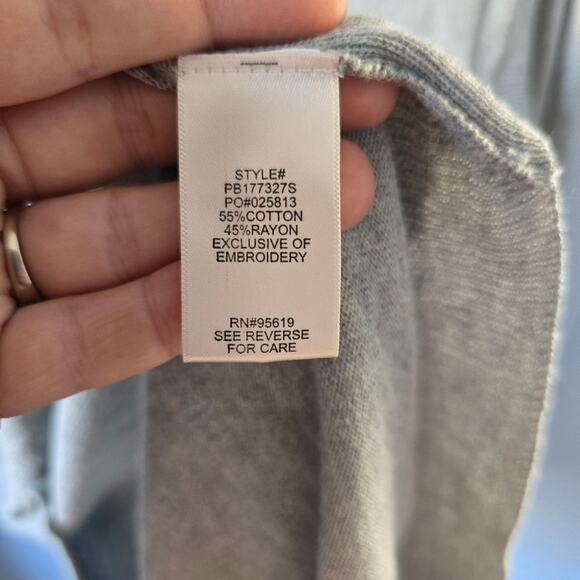 STYLE#
PB177327S
PO#025813
55%COTTON
45%RAYON
EXCLUSIVE OF
EMBROIDERY
RN#95619
SEE REVERSE
FOR CARE